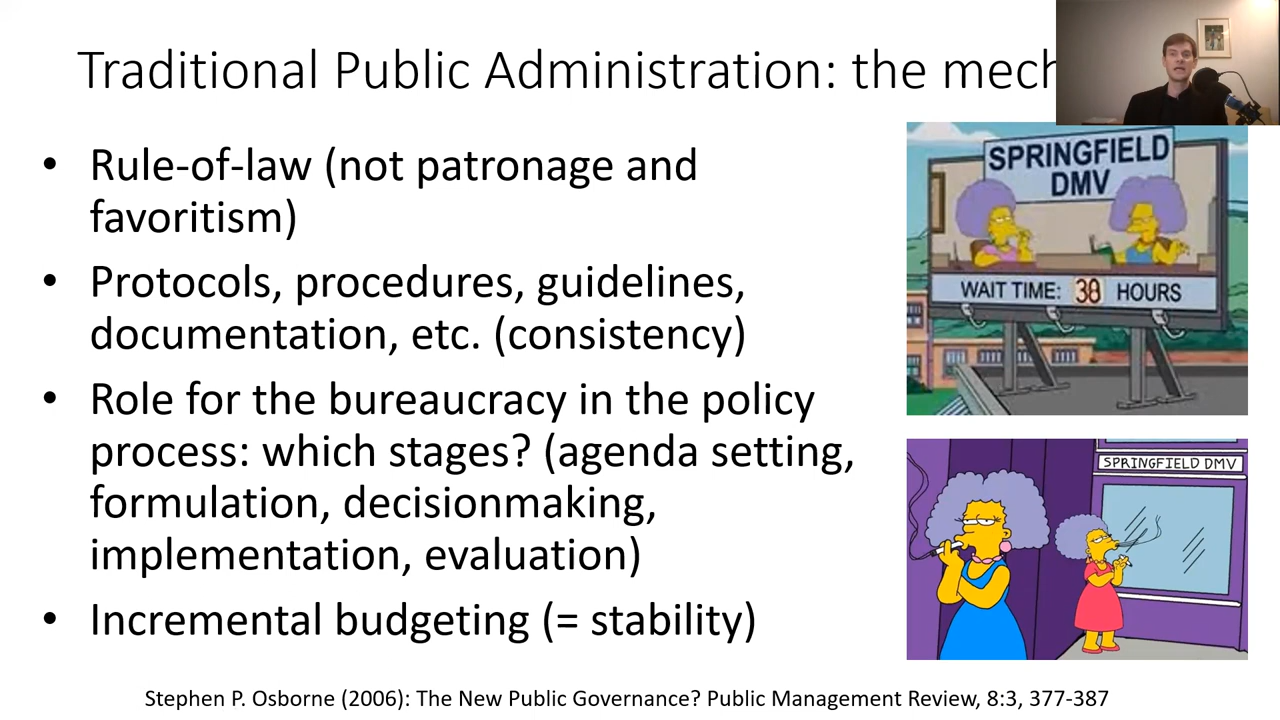 Traditional Public Administration: the mech
• Rule-of-law (not patronage and
favoritism)
• Protocols, procedures, guidelines,
documentation, etc. (consistency)
• Role for the bureaucracy in the policy
process: which stages? (agenda setting,
formulation, decisionmaking,
implementation, evaluation)
• Incremental budgeting (= stability)
SPRINGFIELD
DMV
WAIT TIME: 38 HOURS
SPRINGFIELD DMV
Stephen P. Osborne (2006): The New Public Governance? Public Management Review, 8:3, 377-387